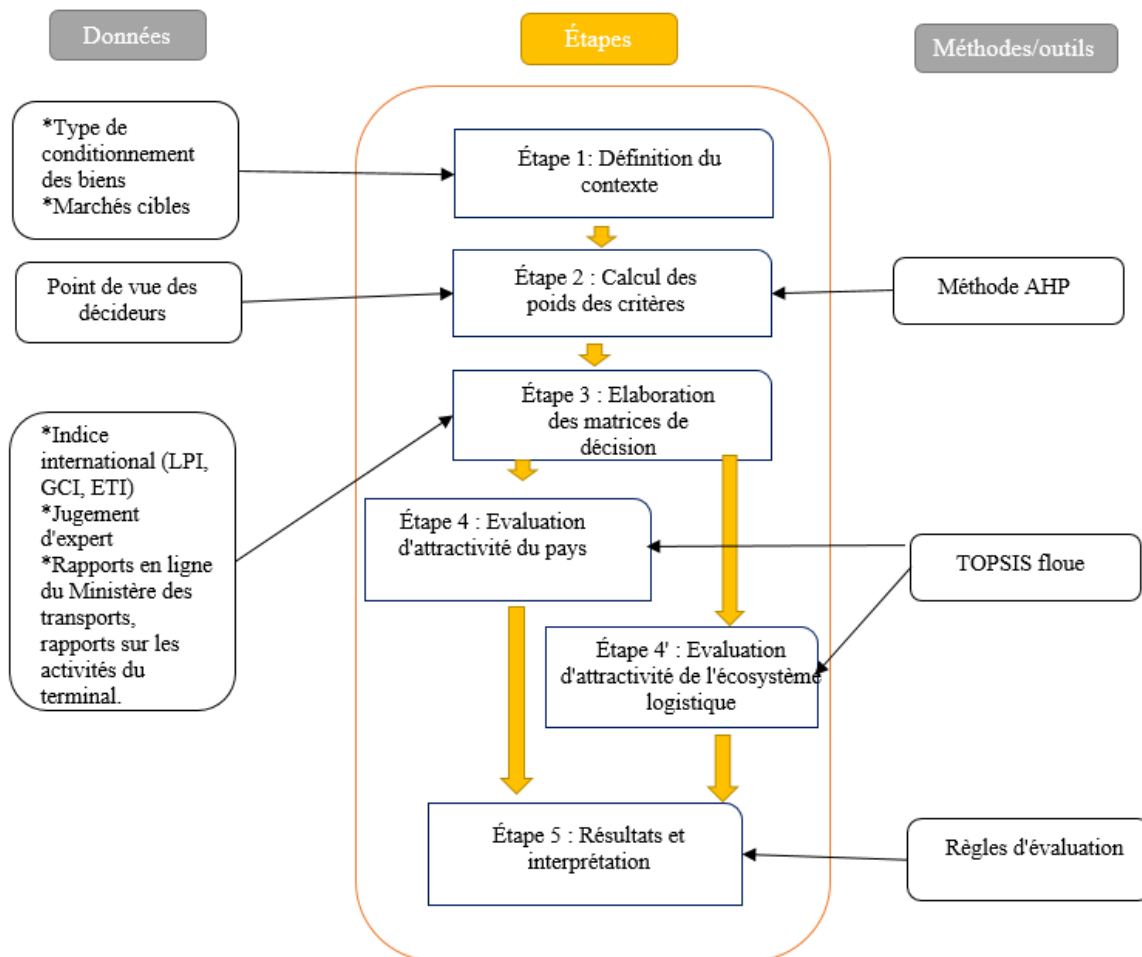 Données
Étapes
Méthodes/outils
*Type de
conditionnement
des biens
*Marchés cibles
Étape 1: Définition du
contexte
Point de vue des
décideurs
Étape 2 : Calcul des
poids des critères
Méthode AHP
*Indice
international (LPI,
GCI, ETI)
*Jugement
d'expert
*Rapports en ligne
du Ministère des
transports,
rapports sur les
activités du
terminal.
Étape 3 : Elaboration
des matrices de
décision
Étape 4 : Evaluation
d'attractivité du pays
TOPSIS floue
Étape 4' : Evaluation
d'attractivité de l'écosystème
logistique
Étape 5 : Résultats et
interprétation
Règles d'évaluation